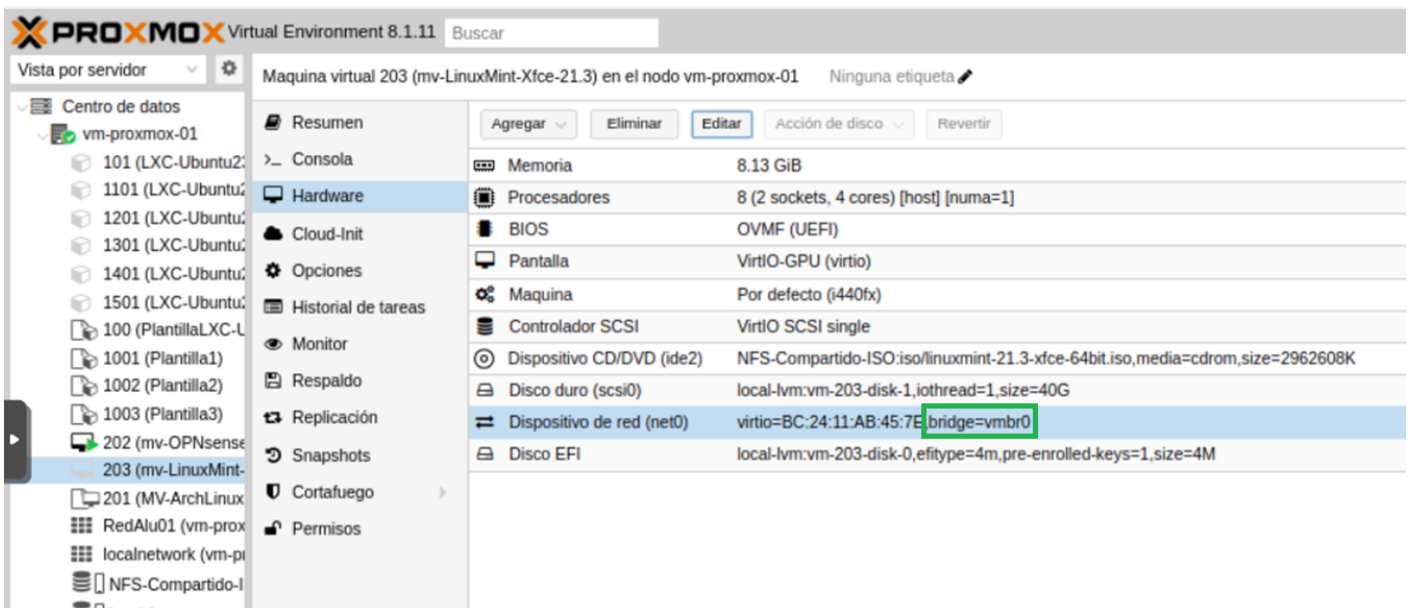 PROXMOX Virtual Environment 8.1.11 Buscar
Vista por servidor
Maquina virtual 203 (mv-LinuxMint-Xfce-21.3) en el nodo vm-proxmox-01 Ninguna etiqueta
Centro de datos
vm-proxmox-01
101 (LXC-Ubuntu2
1101 (LXC-Ubuntu2
1201 (LXC-Ubuntu2
1301 (LXC-Ubuntu2
1401 (LXC-Ubuntu2
1501 (LXC-Ubuntu2
100 (PlantillaLXC-U
1001 (Plantilla1)
1002 (Plantilla2)
1003 (Plantilla3)
202 (mv-OPNsense
203 (mv-LinuxMint-
201 (MV-ArchLinux
RedAlu01 (vm-prox
localnetwork (vm-pr
NFS-Compartido-I
Resumen
>_ Consola
Hardware
Cloud-Init
Opciones
Historial de tareas
Monitor
Respaldo
Replicación
Snapshots
Cortafuego
Permisos
Agregar Eliminar Editar Acción de disco Revertir
Memoria 8.13 GiB
Procesadores 8 (2 sockets, 4 cores) [host] [numa=1]
BIOS OVMF (UEFI)
Pantalla VirtIO-GPU (virtio)
Maquina Por defecto (i440fx)
Controlador SCSI VirtIO SCSI single
Dispositivo CD/DVD (ide2) NFS-Compartido-ISO:iso/linuxmint-21.3-xfce-64bit.iso,media=cdrom,size=2962608K
Disco duro (scsi0) local-lvm:vm-203-disk-1,iothread=1,size=40G
Dispositivo de red (net0) virtio=BC:24:11:AB:45:7E,bridge=vmbr0
Disco EFI local-lvm:vm-203-disk-0,efitype=4m,pre-enrolled-keys=1,size=4M